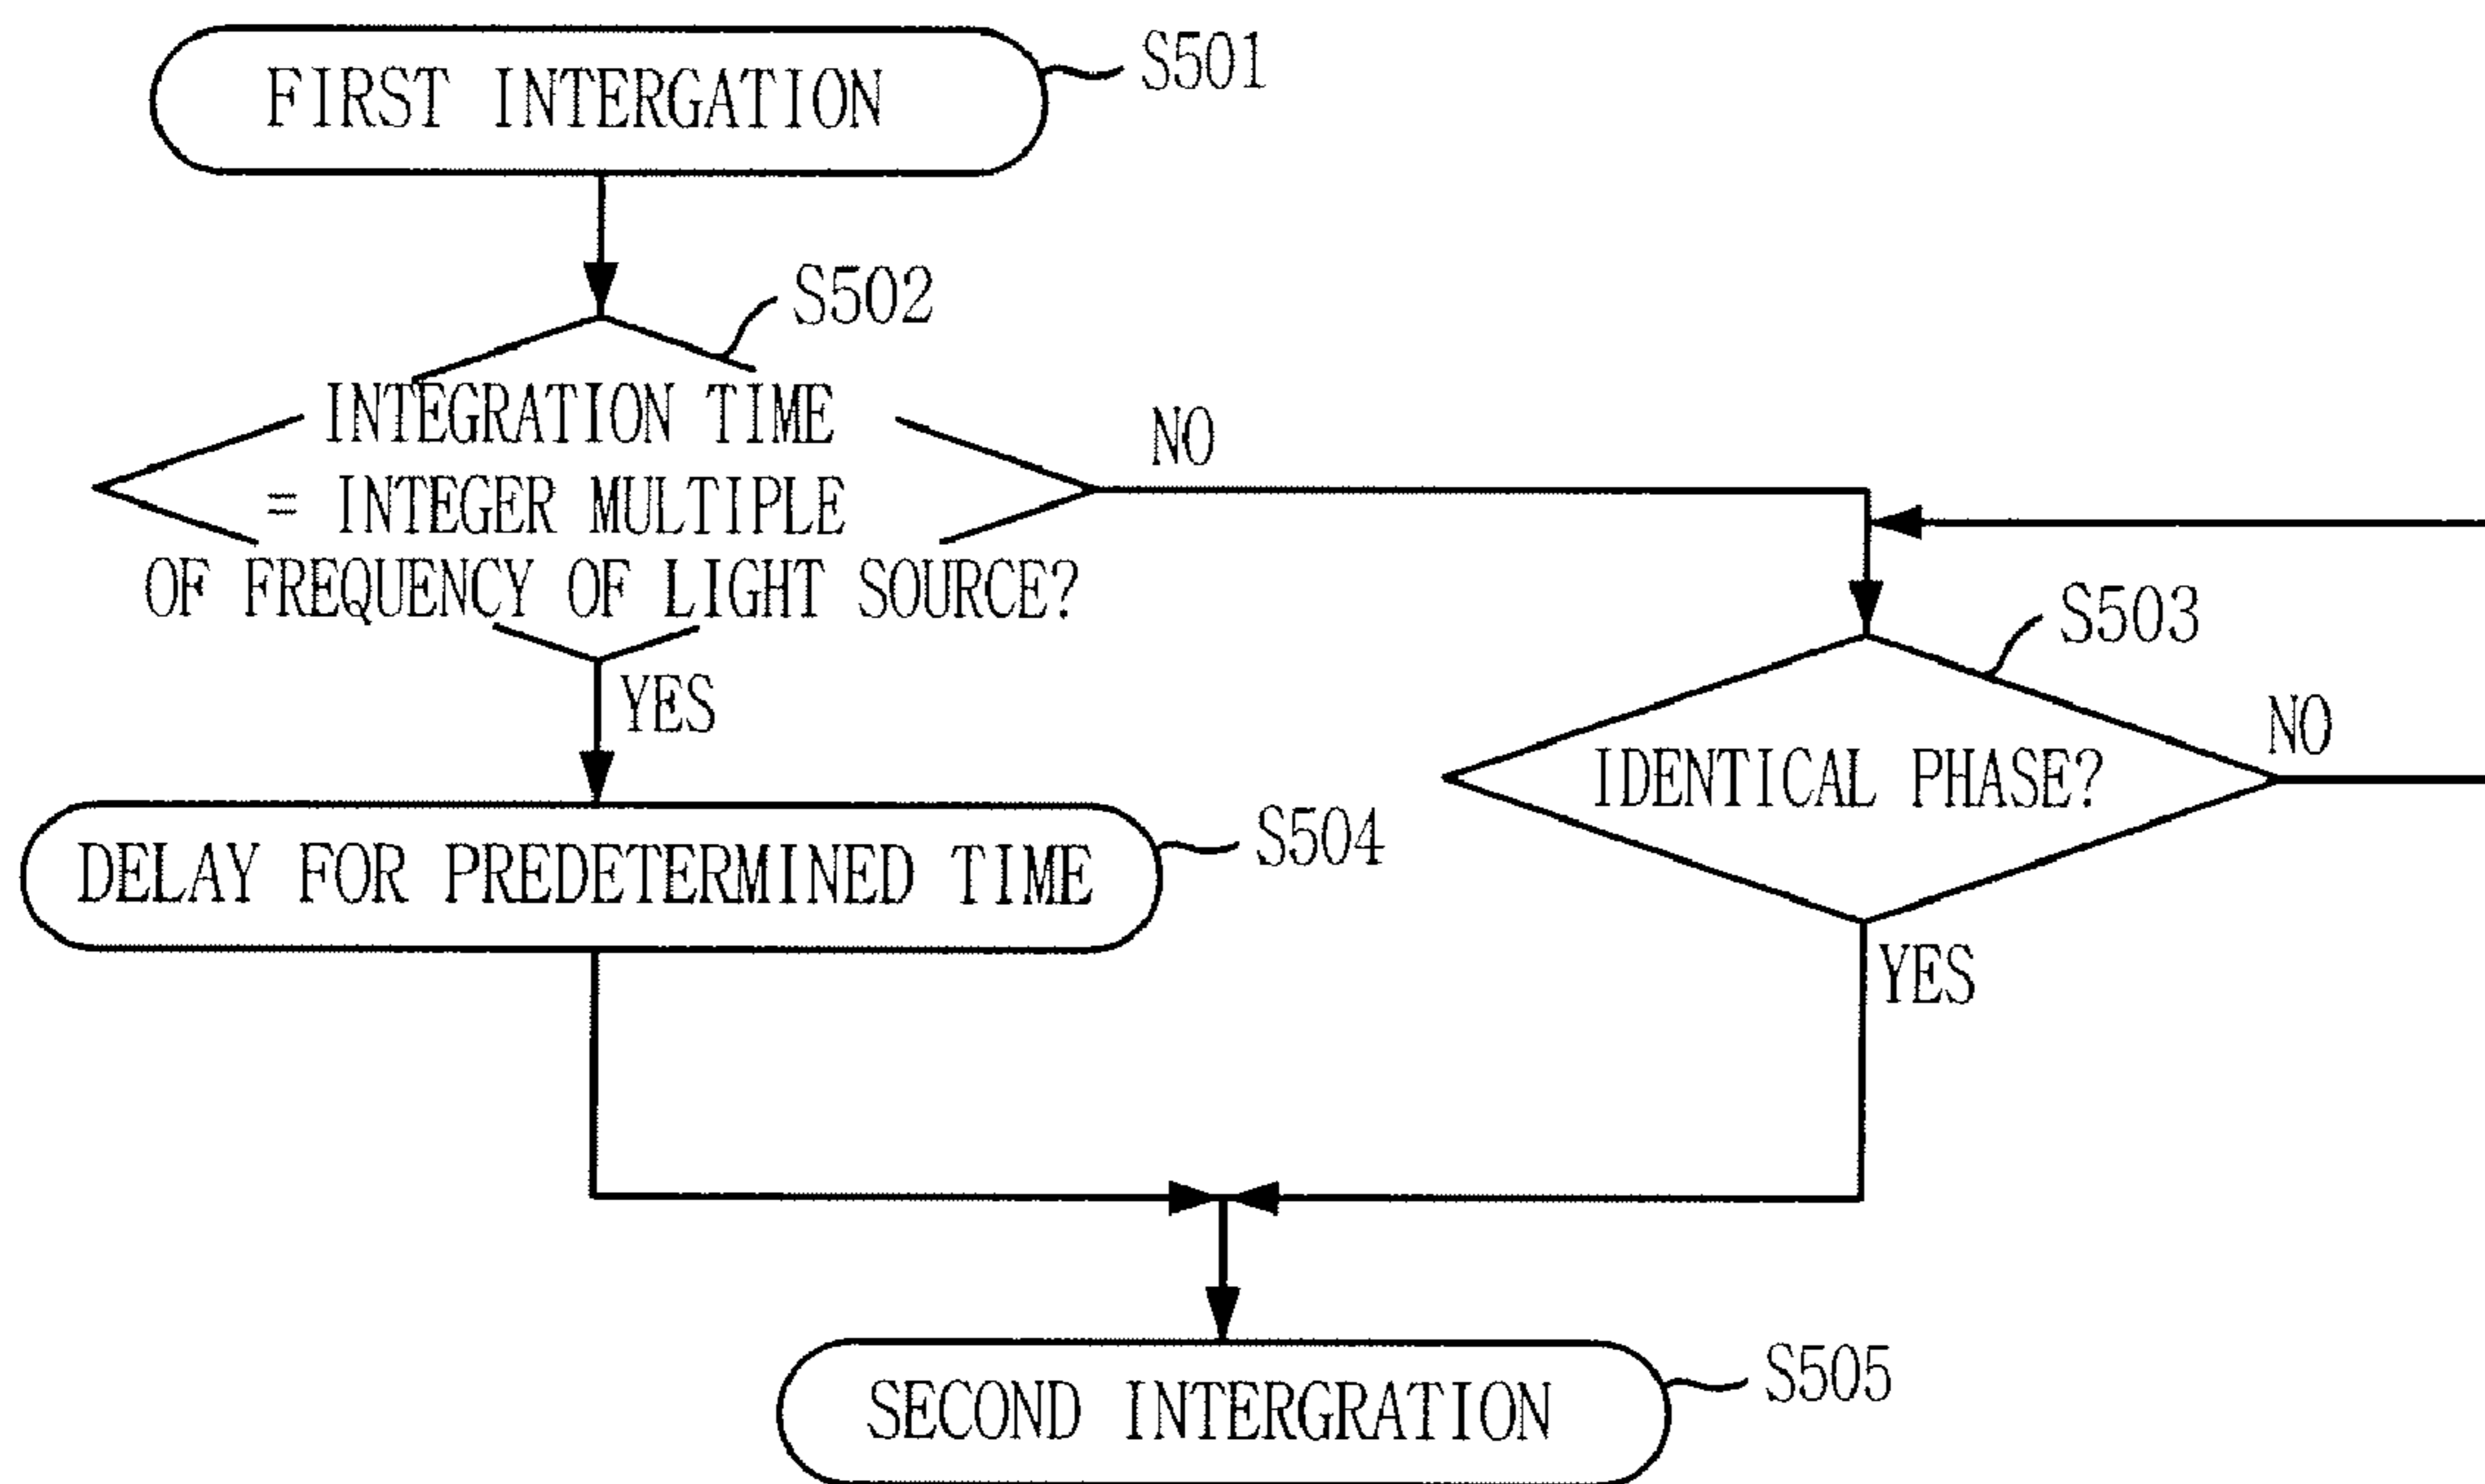 FIRST INTERGATION
S501
S502
INTEGRATION TIME
= INTEGER MULTIPLE
OF FREQUENCY OF LIGHT SOURCE?
NO
YES
S503
IDENTICAL PHASE?
NO
YES
DELAY FOR PREDETERMINED TIME
S504
SECOND INTERGRATION
S505